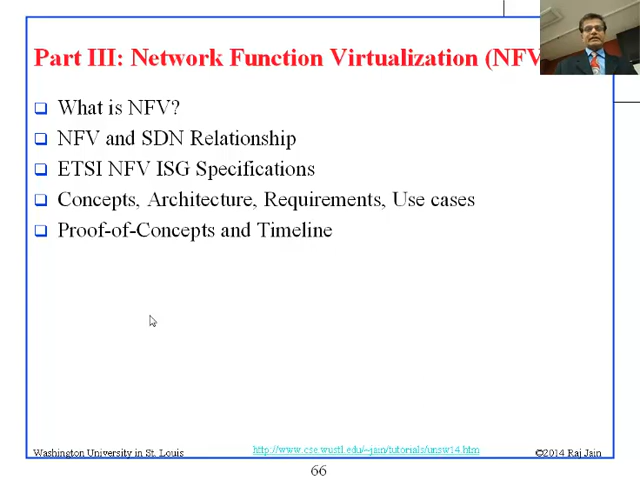 Part III: Network Function Virtualization (NFV
What is NFV?
NFV and SDN Relationship
ETSI NFV ISG Specifications
Concepts, Architecture, Requirements, Use cases
Proof-of-Concepts and Timeline
Washington University in St. Louis
http://www.cse.wustl.edu/~jain/tutorials/unsw14.htm
©2014 Raj Jain
66